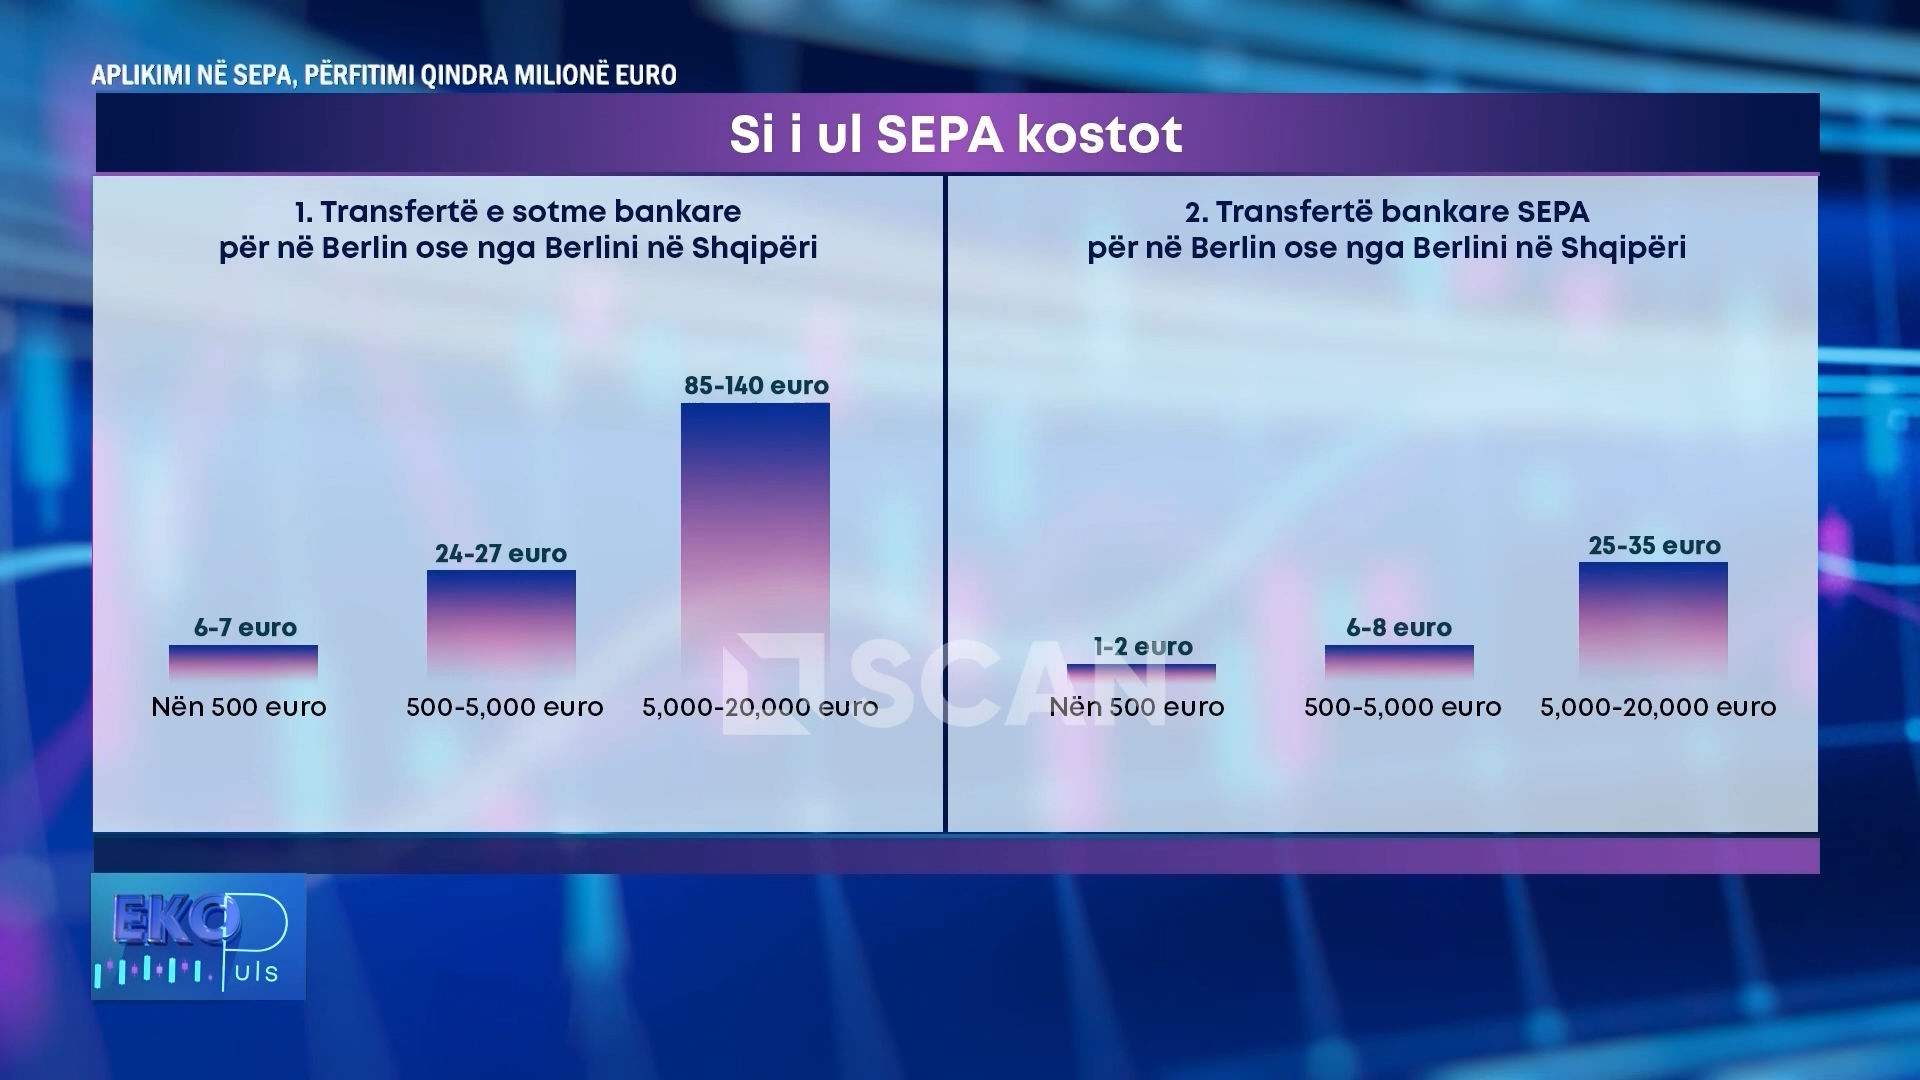 APLIKIMI NË SEPA, PËRFITIMI QINDRA MILIONË EURO
Si i ul SEPA kostot
1. Transfertë e sotme bankare
për në Berlin ose nga Berlini në Shqipëri
85-140 euro
24-27 euro
6-7 euro
Nën 500 euro
500-5,000 euro
5,000-20,000 euro
2. Transfertë bankare SEPA
për në Berlin ose nga Berlini në Shqipëri
25-35 euro
6-8 euro
1-2 euro
Nën 500 euro
500-5,000 euro
5,000-20,000 euro
SCAN
EKO
Puls